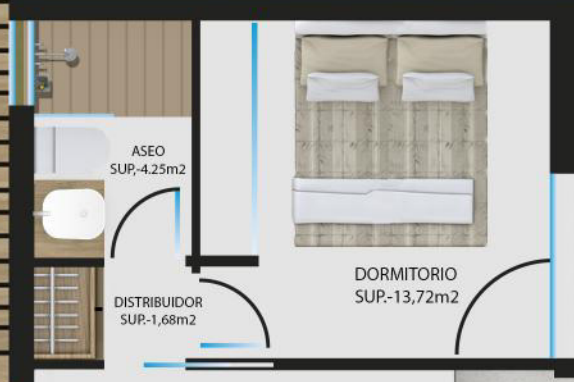 ASEO
SUP,-4.25m2
DORMITORIO
SUP.-13,72m2
DISTRIBUIDOR
SUP.-1,68m2